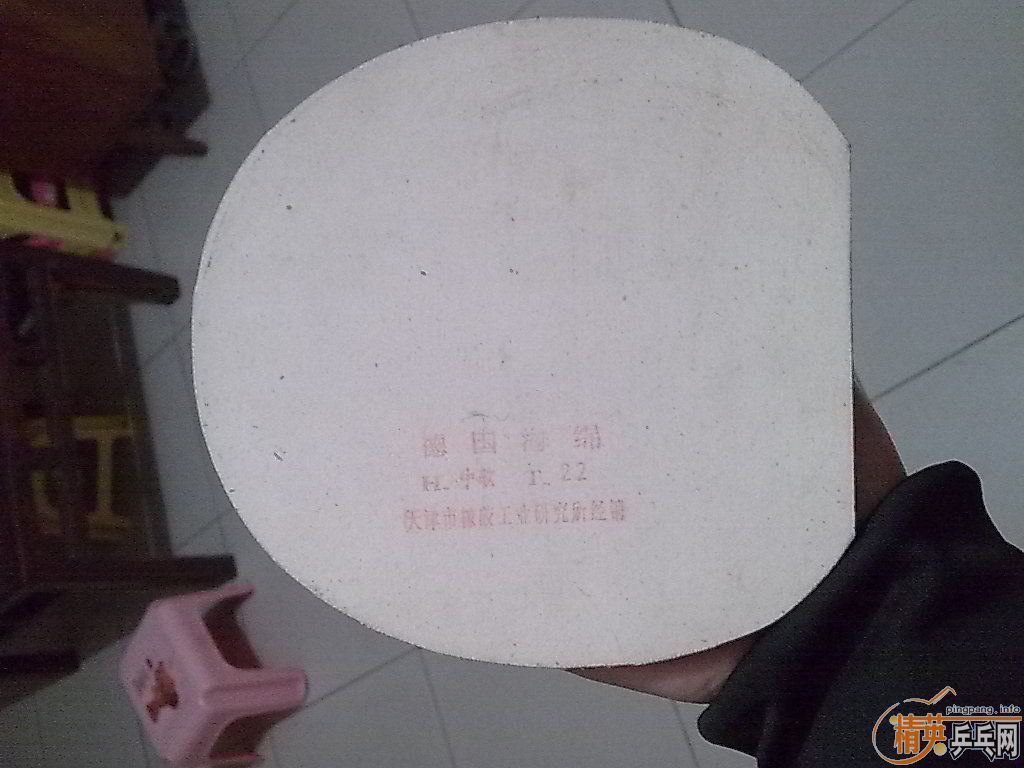 德国海绵
H-L 中软 T. 22
天津市橡胶工业研究所经销
pingpang.info
精英乒乓网